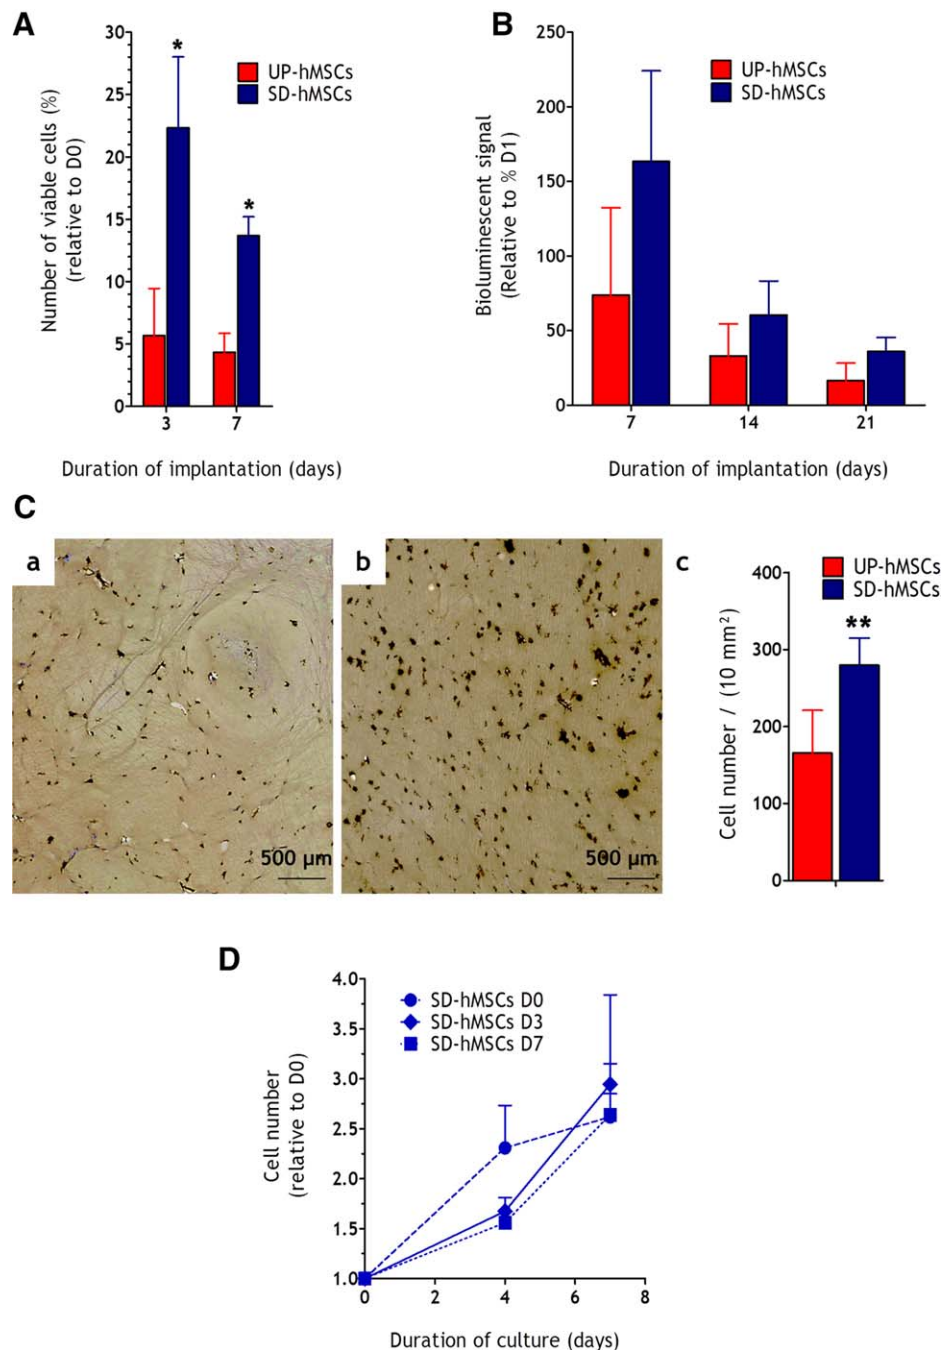 A
30
25
20
15
10
5
0
Number of viable cells (%)
(relative to D0)
*
*
UP-hMSCs
SD-hMSCs
3 7
Duration of implantation (days)
B
250
200
150
100
50
0
Bioluminescent signal
(Relative to % D1)
UP-hMSCs
SD-hMSCs
7 14 21
Duration of implantation (days)
C
a
500 µm
b
500 µm
c
UP-hMSCs
SD-hMSCs
400
300
200
100
0
Cell number / (10 mm²)
**
D
4.0
3.5
3.0
2.5
2.0
1.5
1.0
Cell number
(relative to D0)
SD-hMSCs D0
SD-hMSCs D3
SD-hMSCs D7
0 2 4 6 8
Duration of culture (days)